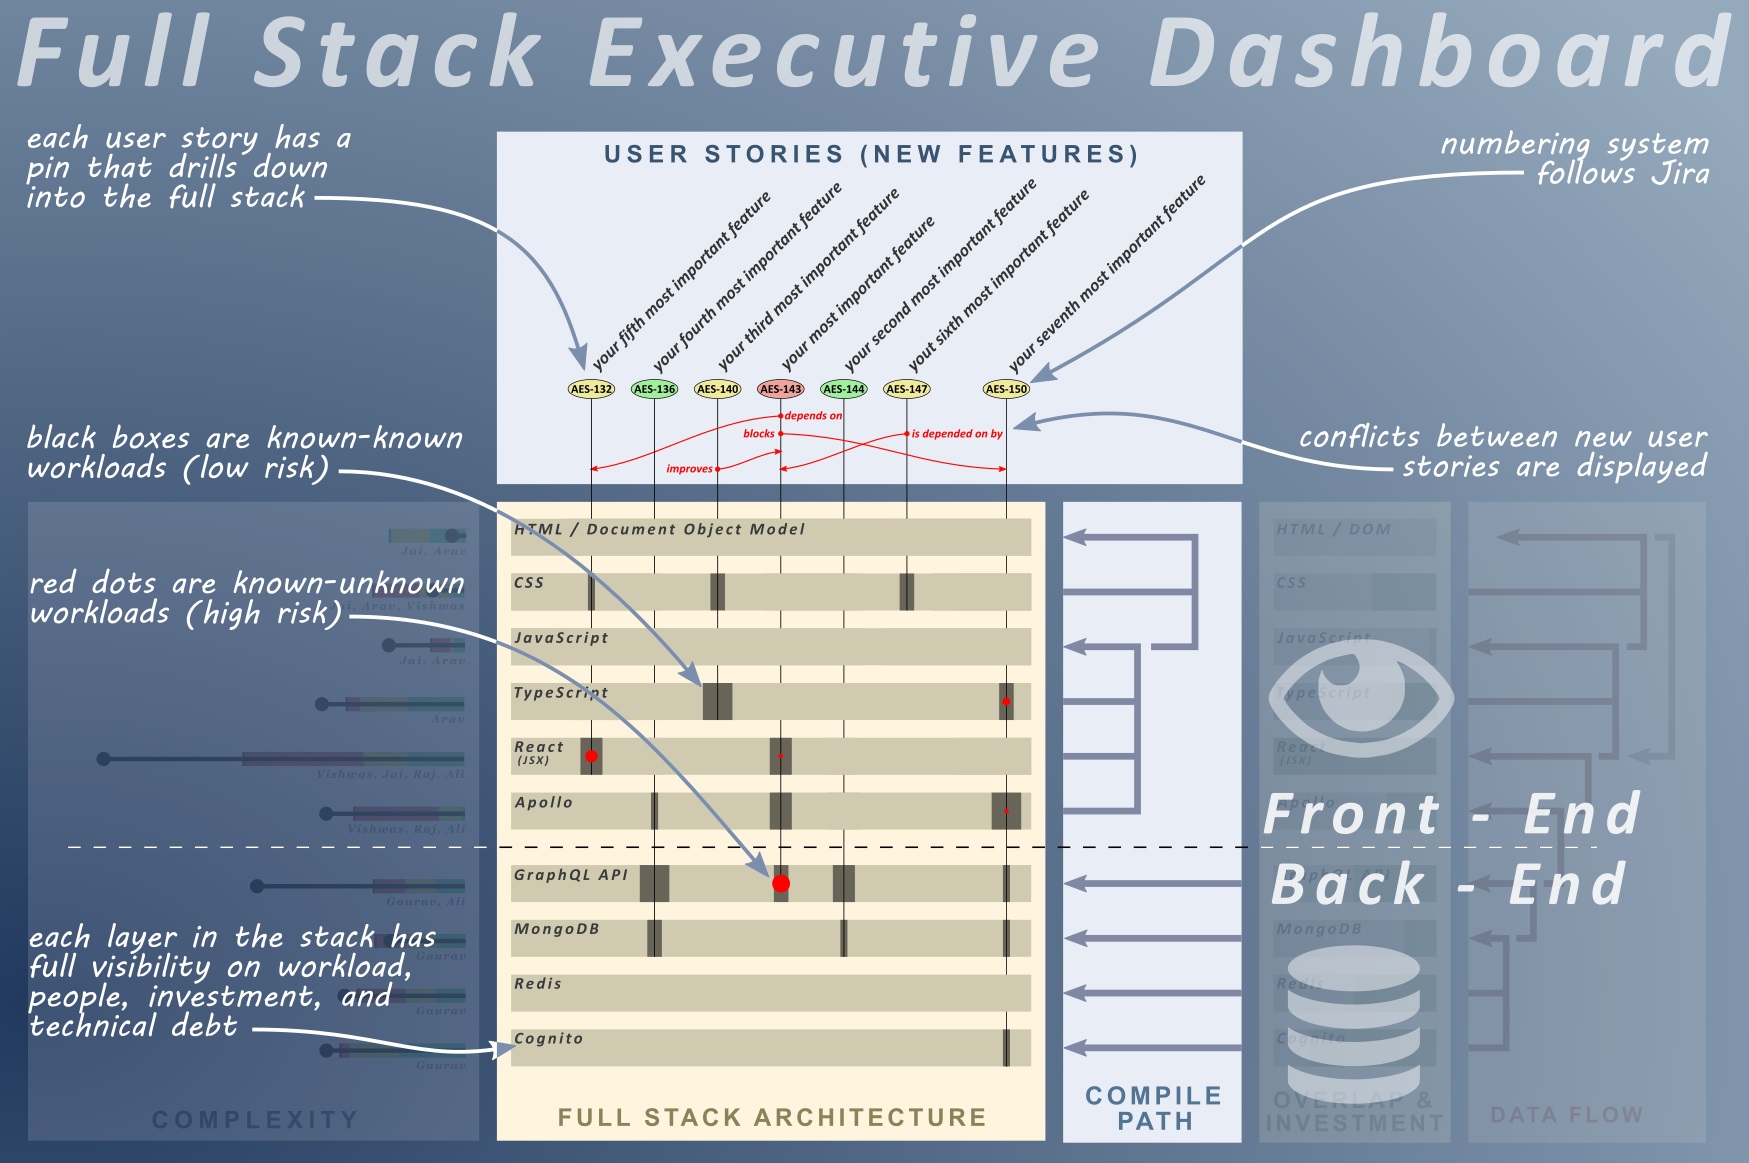 Full Stack Executive Dashboard
each user story has a
pin that drills down
into the full stack
numbering system
follows Jira
USER STORIES (NEW FEATURES)
your fifth most important feature
your fourth most important feature
your third most important feature
your most important feature
your second most important feature
yout sixth most important feature
your seventh most important feature
AES-132
AES-136
AES-140
AES-143
AES-144
AES-147
AES-150
depends on
blocks
is depended on by
improves
black boxes are known-known
workloads (low risk)
conflicts between new user
stories are displayed
red dots are known-unknown
workloads (high risk)
each layer in the stack has
full visibility on workload,
people, investment, and
technical debt
Jai, Arav
Jai, Arav, Vishwas
Jai, Arav
Arav
Vishwas, Jai, Raj, Ali
Vishwas, Raj, Ali
Gaurav, Ali
Gaurav
Gaurav
Gaurav
COMPLEXITY
HTML / Document Object Model
CSS
JavaScript
TypeScript
React
(JSX)
Apollo
GraphQL API
MongoDB
Redis
Cognito
FULL STACK ARCHITECTURE
COMPILE
PATH
HTML / DOM
CSS
JavaScript
TypeScript
React
(JSX)
Apollo
Front - End
Back - End
GraphQL API
MongoDB
Redis
Cognito
OVERLAP &
INVESTMENT
DATA FLOW